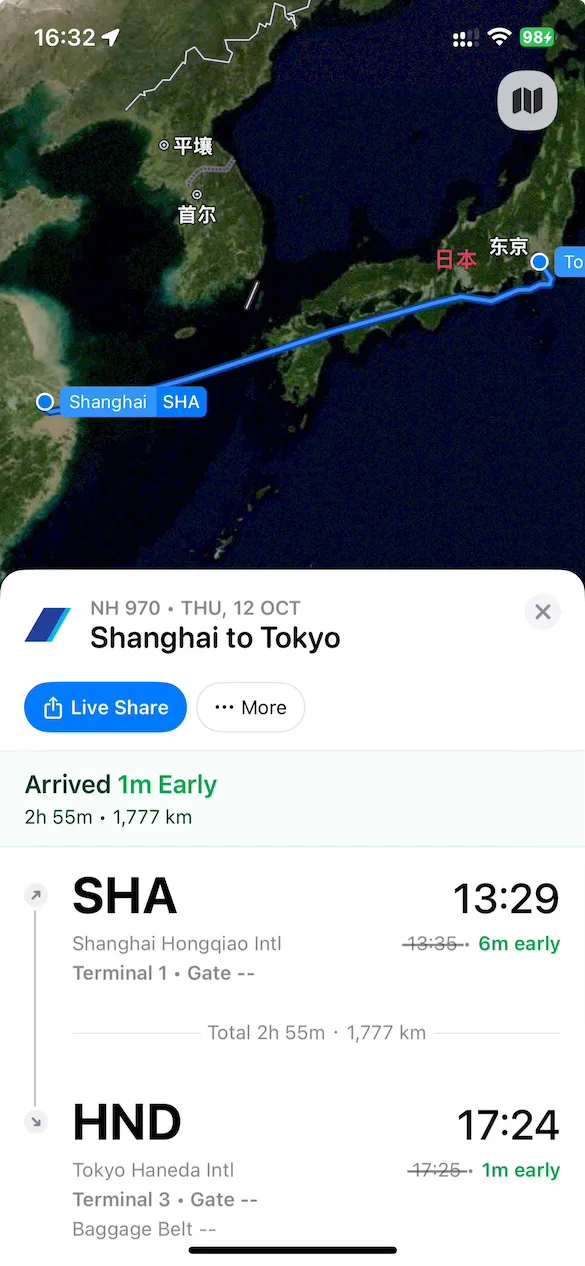 16:32
98
平壤
首尔
东京
日本
To
Shanghai SHA
NH 970 • THU, 12 OCT
Shanghai to Tokyo
Live Share
··· More
Arrived 1m Early
2h 55m • 1,777 km
SHA 13:29
Shanghai Hongqiao Intl 13:35 • 6m early
Terminal 1 • Gate --
Total 2h 55m · 1,777 km
HND 17:24
Tokyo Haneda Intl 17:25 • 1m early
Terminal 3 • Gate --
Baggage Belt --